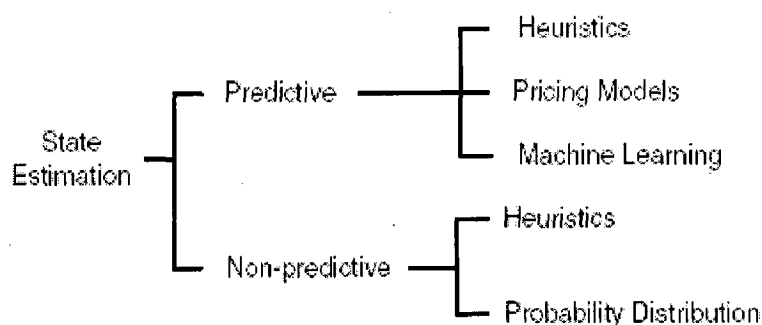 Heuristics
Predictive
Pricing Models
State
Estimation
Machine Learning
Heuristics
Non-predictive
Probability Distribution